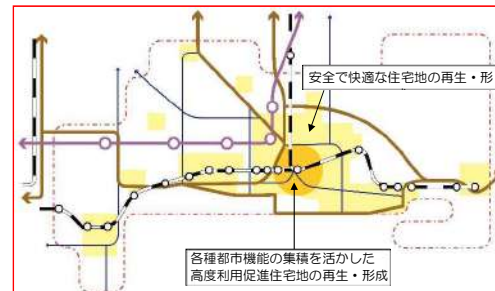 安全で快適な住宅地の再生・形
各種都市機能の集積を活かした
高度利用促進住宅地の再生・形成